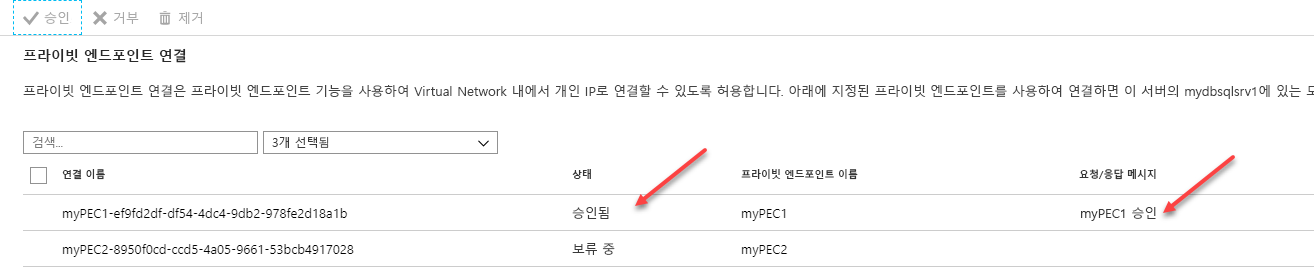 승인 거부 제거
프라이빗 엔드포인트 연결
프라이빗 엔드포인트 연결은 프라이빗 엔드포인트 기능을 사용하여 Virtual Network 내에서 개인 IP로 연결할 수 있도록 허용합니다. 아래에 지정된 프라이빗 엔드포인트를 사용하여 연결하면 이 서버의 mydbsqlsrv1에 있는
검색... 3개 선택됨
연결 이름 상태 프라이빗 엔드포인트 이름 요청/응답 메시지
myPEC1-ef9fd2df-df54-4dc4-9db2-978fe2d18a1b 승인됨 myPEC1 myPEC1 승인
myPEC2-8950f0cd-ccd5-4a05-9661-53bcb4917028 보류 중 myPEC2